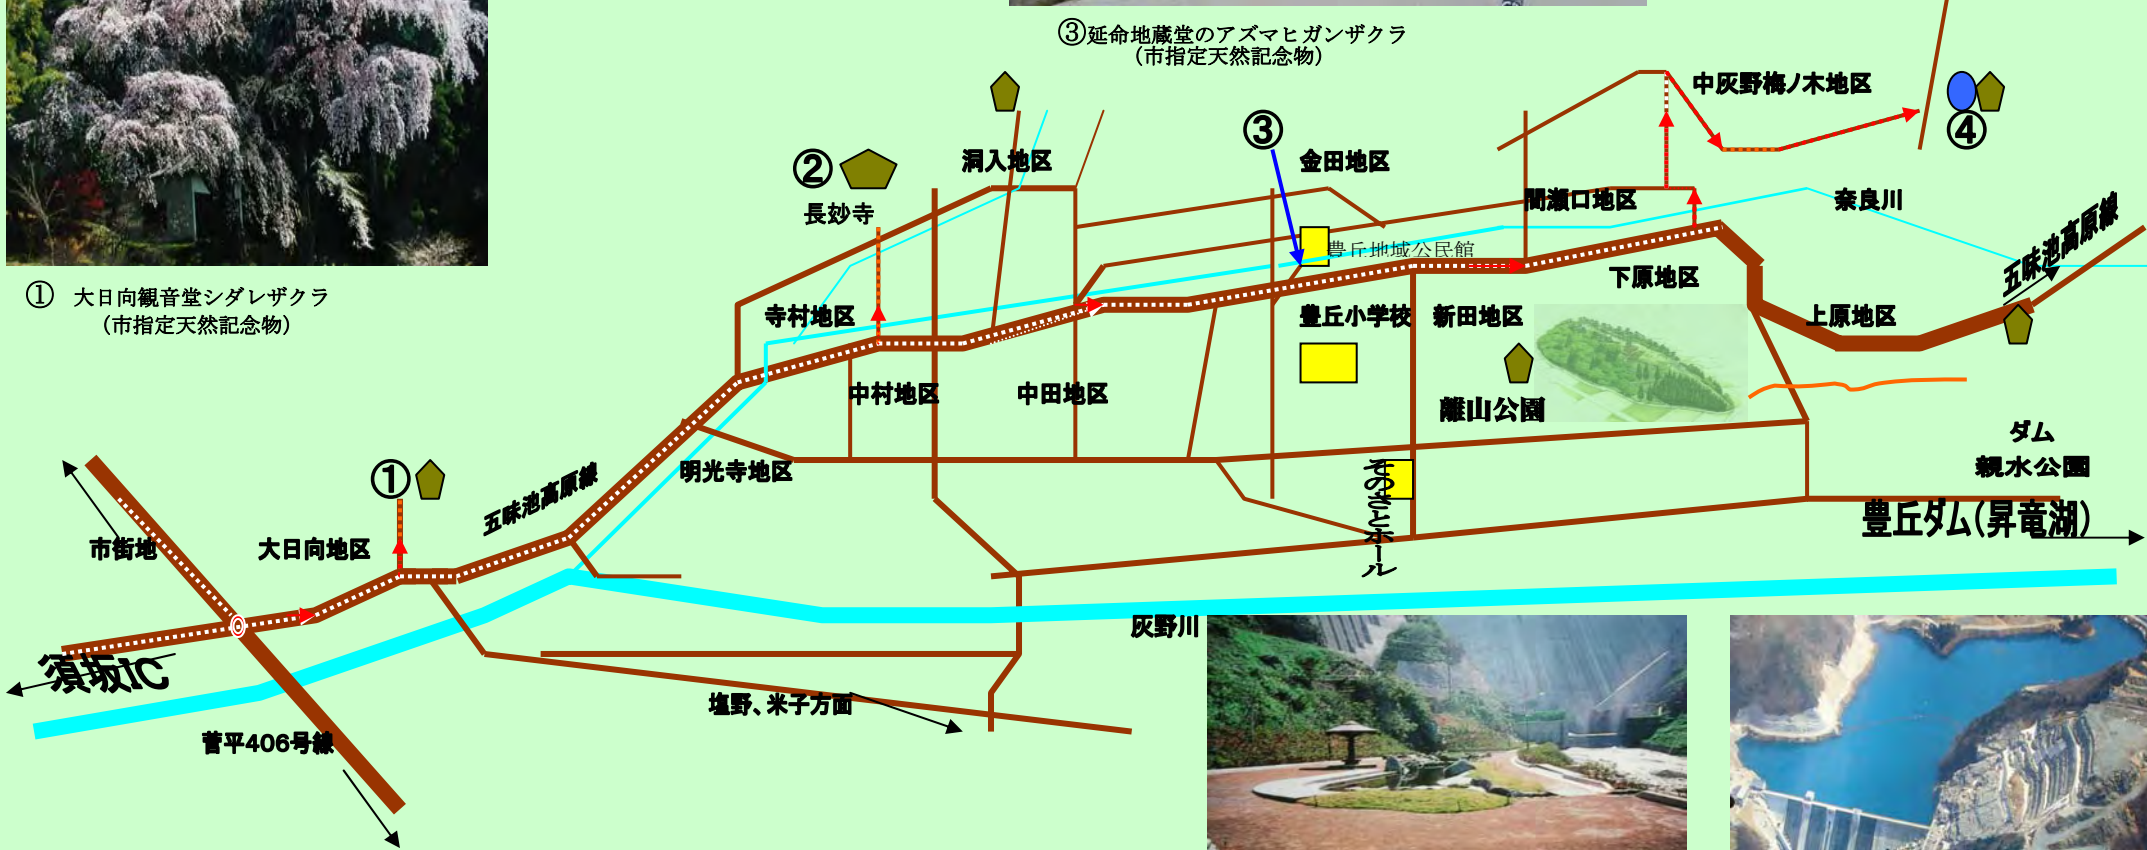 ③延命地蔵堂のアズマヒガンザクラ
(市指定天然記念物)
中灰野梅ノ木地区
④
③
②
洞入地区
金田地区
長妙寺
間瀬口地区
奈良川
五味池高原線
豊丘地域公民館
下原地区
① 大日向観音堂シダレザクラ
(市指定天然記念物)
寺村地区
豊丘小学校
新田地区
上原地区
中村地区
中田地区
離山公園
ダム
親水公園
①
明光寺地区
五味池高原線
そのさとホール
豊丘ダム(昇竜湖)
市街地
大日向地区
灰野川
須坂IC
塩野、米子方面
菅平406号線